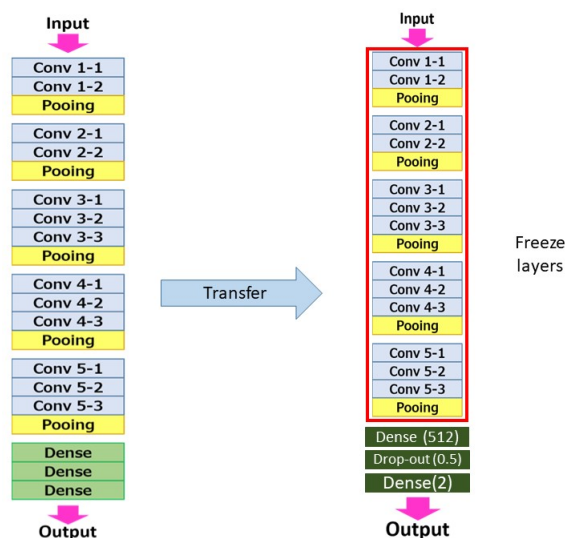 Input
Conv 1-1
Conv 1-2
Pooing
Conv 2-1
Conv 2-2
Pooing
Conv 3-1
Conv 3-2
Conv 3-3
Pooing
Conv 4-1
Conv 4-2
Conv 4-3
Pooing
Conv 5-1
Conv 5-2
Conv 5-3
Pooing
Dense
Dense
Dense
Output
Transfer
Input
Conv 1-1
Conv 1-2
Pooing
Conv 2-1
Conv 2-2
Pooing
Conv 3-1
Conv 3-2
Conv 3-3
Pooing
Conv 4-1
Conv 4-2
Conv 4-3
Pooing
Conv 5-1
Conv 5-2
Conv 5-3
Pooing
Dense (512)
Drop-out (0.5)
Dense(2)
Output
Freeze
layers